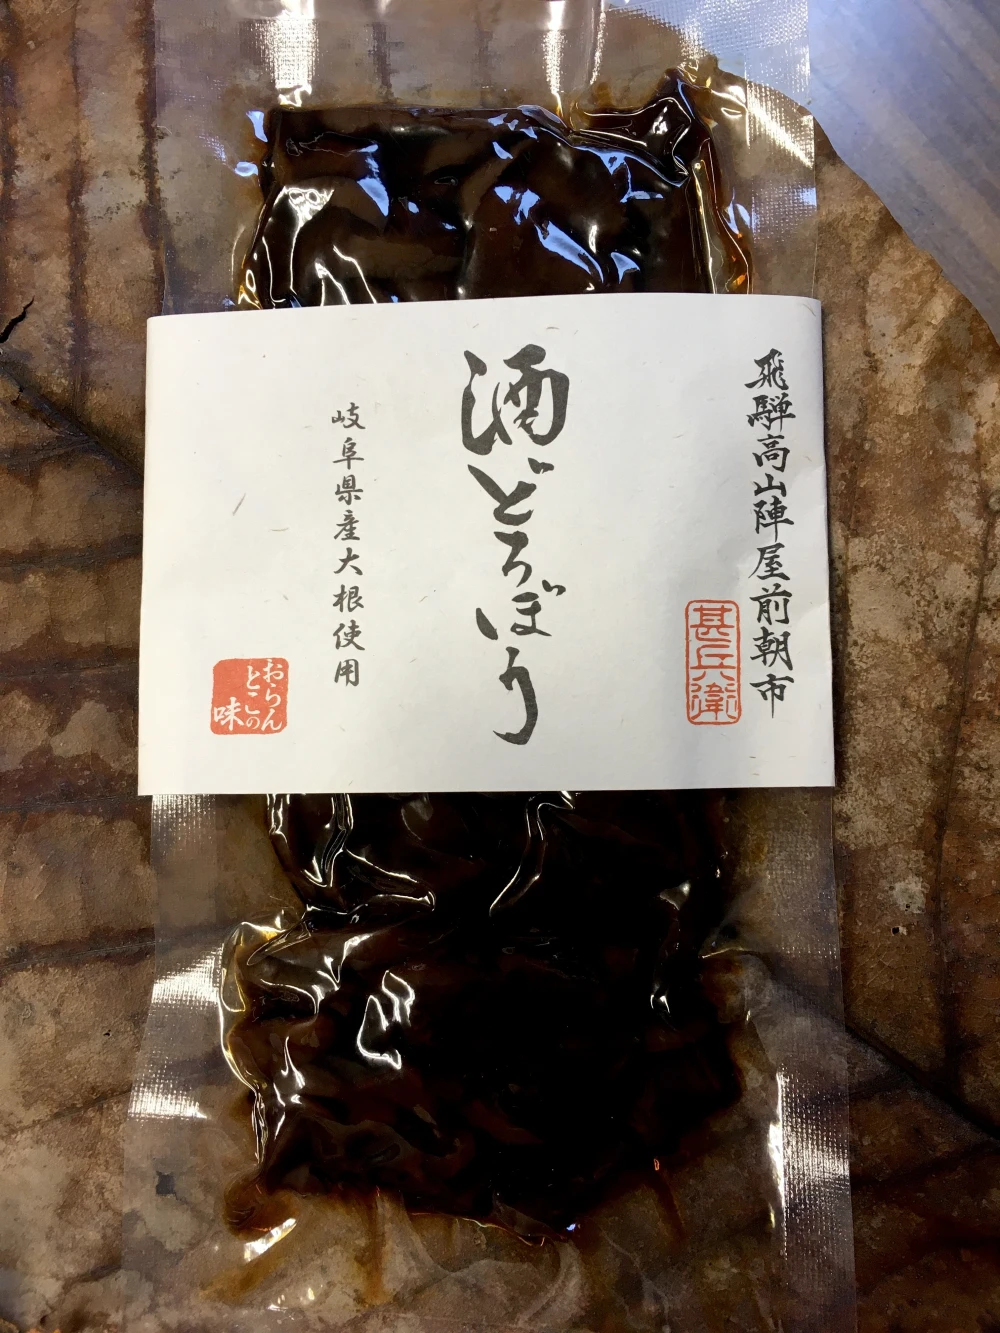 飛騨高山陣屋前朝市
甚兵衛
酒どろぼう
岐阜県産大根使用
おらん
とこの
味